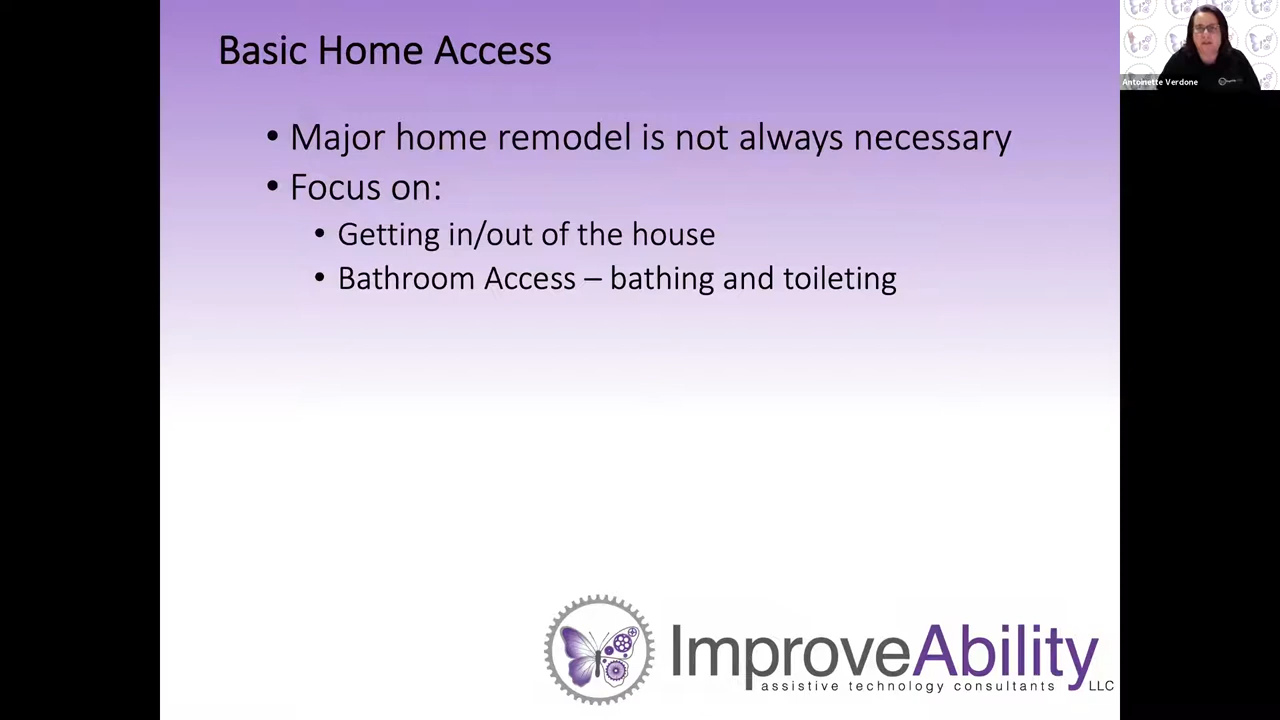 Basic Home Access
• Major home remodel is not always necessary
• Focus on:
• Getting in/out of the house
• Bathroom Access – bathing and toileting
Antoinette Verdone
ImproveAbility
assistive technology consultants LLC